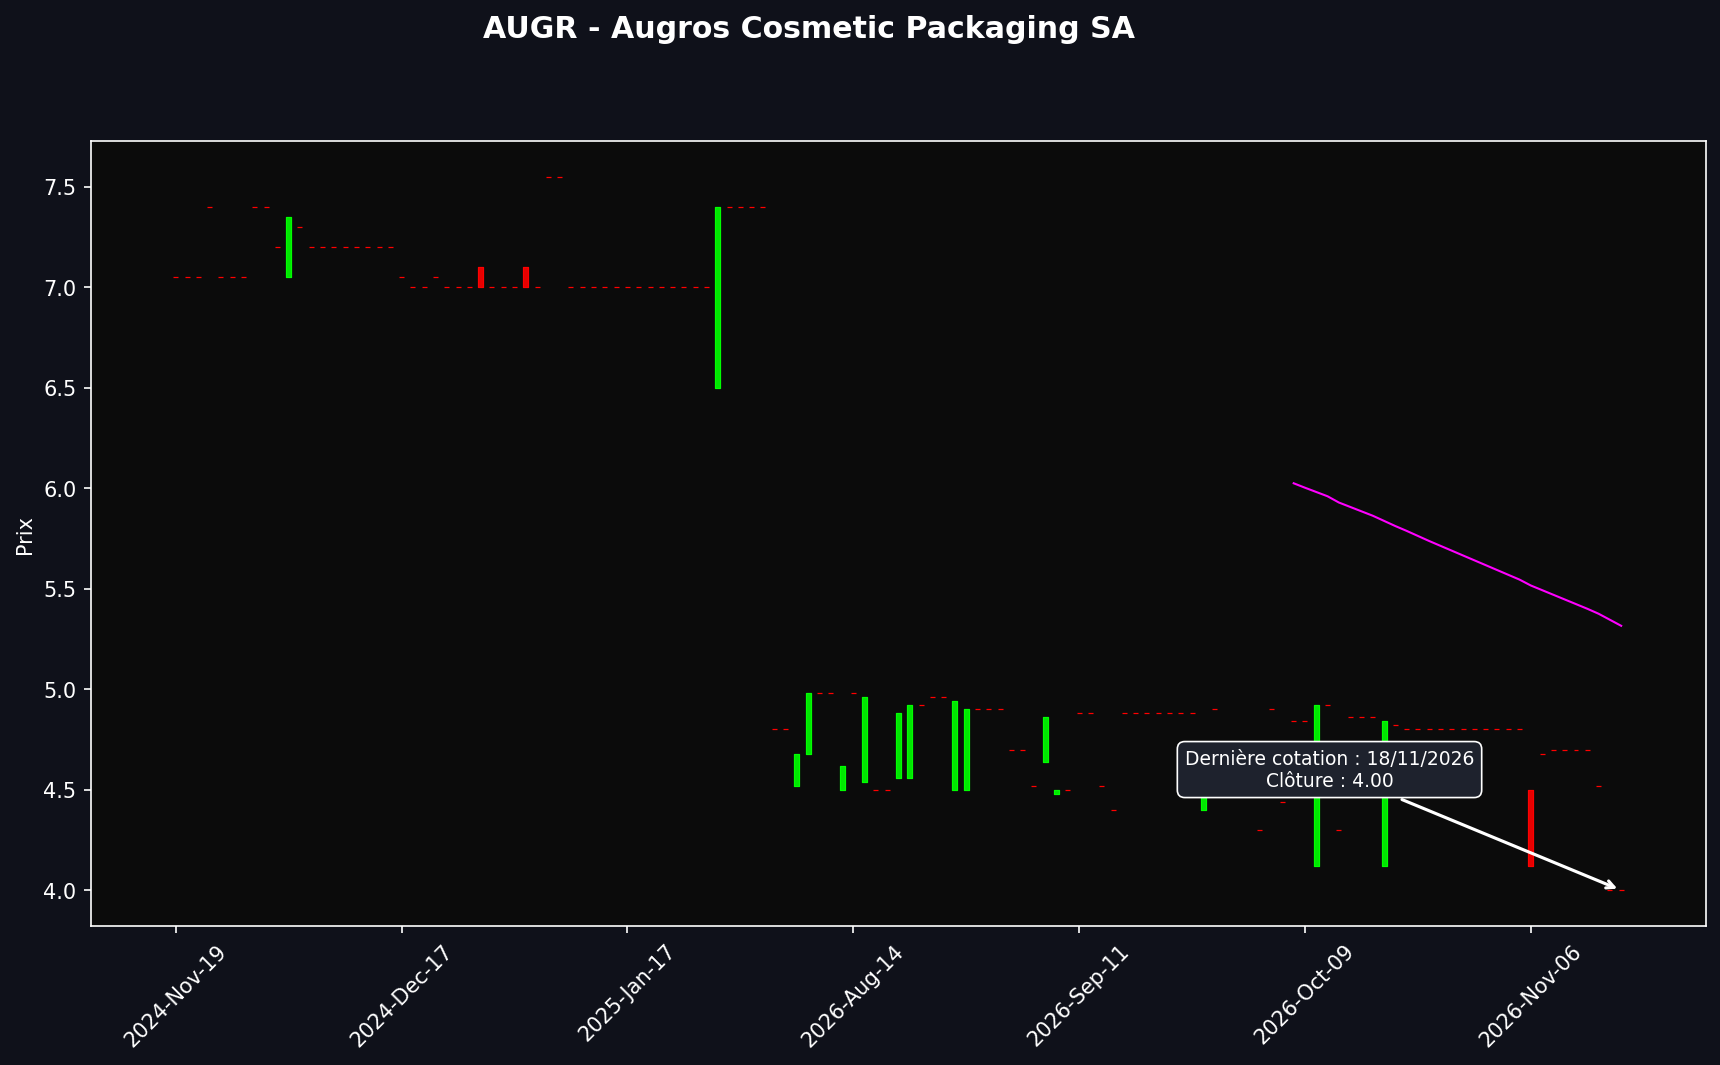 AUGR - Augros Cosmetic Packaging SA
Prix
7.5
7.0
6.5
6.0
5.5
5.0
4.5
4.0
Dernière cotation : 18/11/2026
Clôture : 4.00
2024-Nov-19
2024-Dec-17
2025-Jan-17
2026-Aug-14
2026-Sep-11
2026-Oct-09
2026-Nov-06